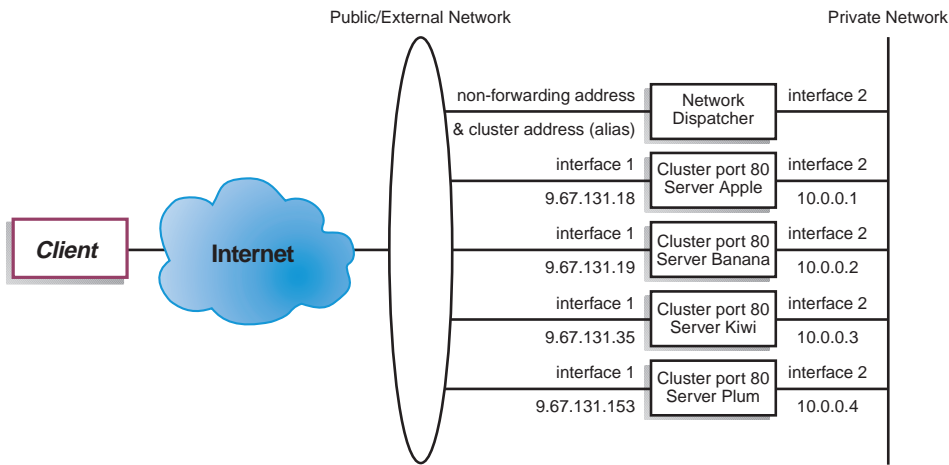 Public/External Network
Private Network
non-forwarding address
Network
Dispatcher
interface 2
& cluster address (alias)
interface 1
Cluster port 80
Server Apple
interface 2
9.67.131.18
10.0.0.1
interface 1
Cluster port 80
Server Banana
interface 2
9.67.131.19
10.0.0.2
Client
Internet
interface 1
Cluster port 80
Server Kiwi
interface 2
9.67.131.35
10.0.0.3
interface 1
Cluster port 80
Server Plum
interface 2
9.67.131.153
10.0.0.4